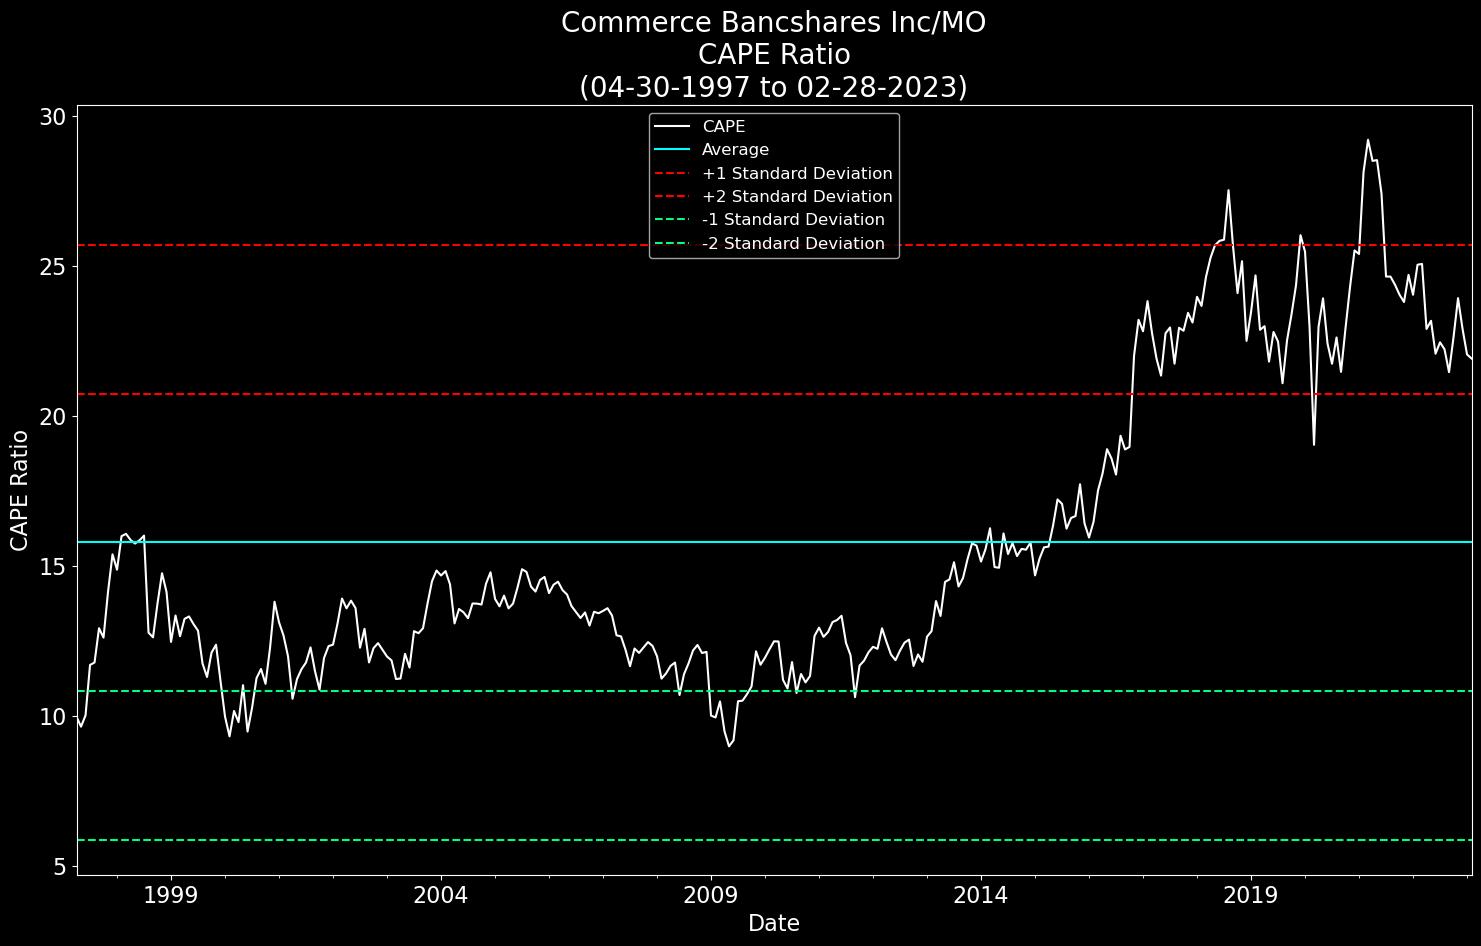 Commerce Bancshares Inc/MO
CAPE Ratio
(04-30-1997 to 02-28-2023)
30
25
20
15
10
5
CAPE Ratio
CAPE
Average
+1 Standard Deviation
+2 Standard Deviation
-1 Standard Deviation
-2 Standard Deviation
1999 2004 2009 2014 2019
Date